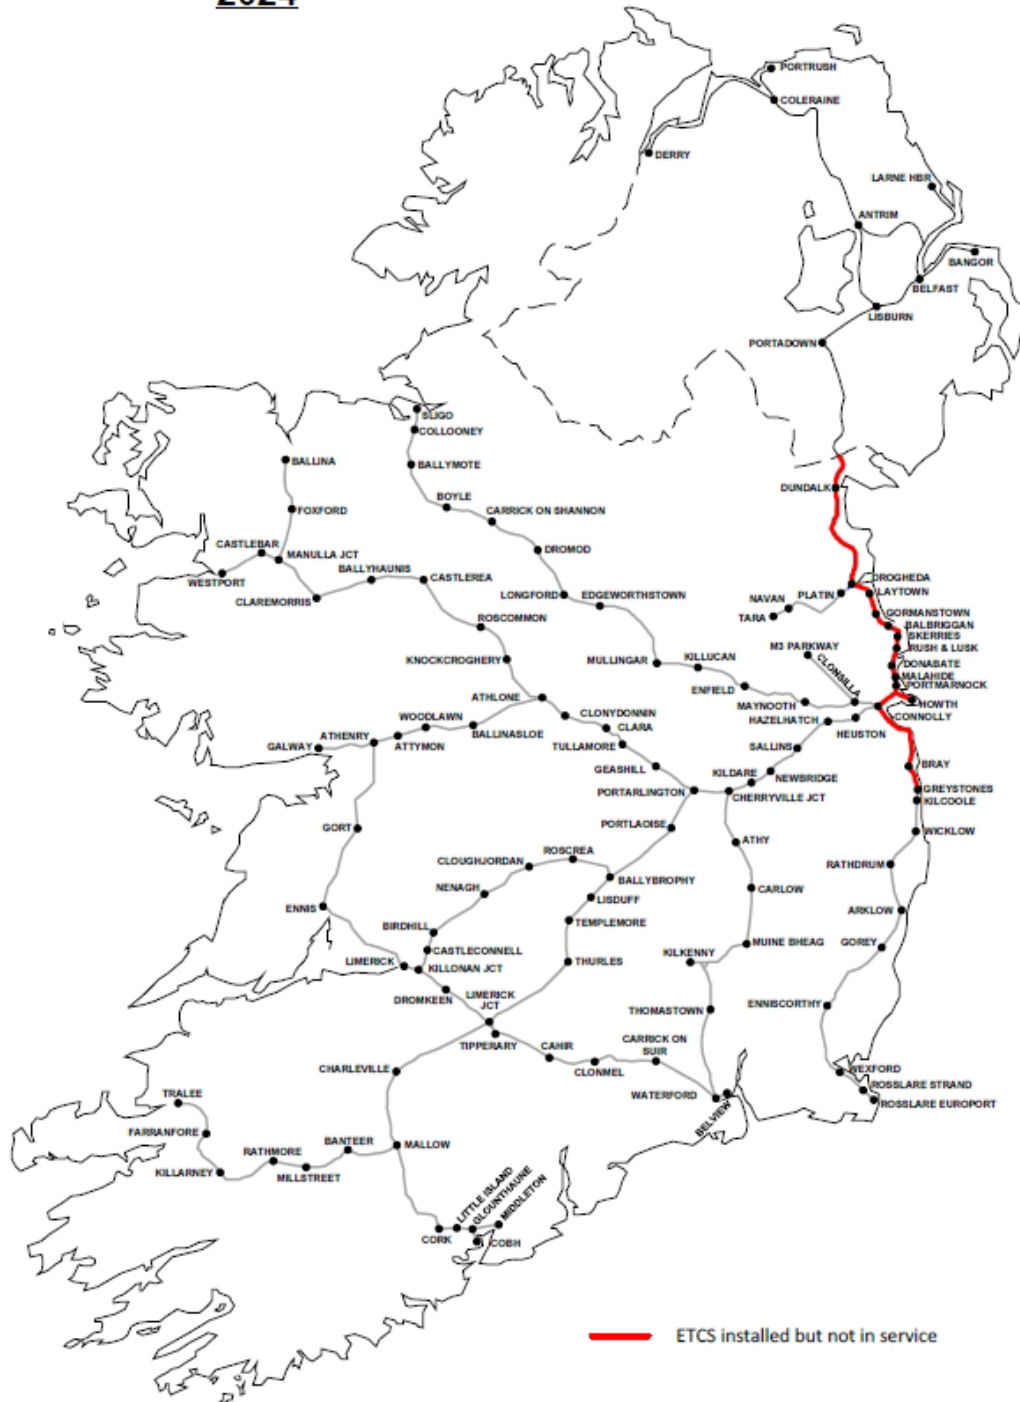 2024
PORTRUSH
COLERAINE
DERRY
LARNE HBR
ANTRIM
BANGOR
BELFAST
LISBURN
PORTADOWN
SLIGO
COLLOONEY
BALLINA
BALLYMOTE
DUNDALK
BOYLE
FOXFORD
CARRICK ON SHANNON
CASTLEBAR
MANULLA JCT
DROMOD
BALLYHAUNIS
CASTLEREA
WESTPORT
DROGHEDA
LAYTOWN
CLAREMORRIS
LONGFORD
EDGEWORTHSTOWN
NAVAN
PLATIN
TARA
GORMANSTOWN
BALBRIGGAN
SKERRIES
ROSCOMMON
RUSH & LUSK
M3 PARKWAY
KNOCKCROGHERY
MULLINGAR
KILLUCAN
CLONSILLA
DONABATE
MALAHIDE
PORTMARNOCK
ENFIELD
ATHLONE
MAYNOOTH
HOWTH
CONNOLLY
WOODLAWN
CLONYDONNIN
HAZELHATCH
HEUSTON
ATHENRY
ATTYMON
BALLINASLOE
CLARA
GALWAY
TULLAMORE
SALLINS
GEASHILL
KILDARE
NEWBRIDGE
BRAY
PORTARLINGTON
CHERRYVILLE JCT
GREYSTONES
KILCOOLE
GORT
PORTLAOISE
WICKLOW
ATHY
ROSCREA
CLOUGHJORDAN
RATHDRUM
BALLYBROPHY
NENAGH
CARLOW
LISDUFF
ENNIS
ARKLOW
BIRDHILL
TEMPLEMORE
CASTLECONNELL
MUINE BHEAG
GOREY
KILKENNY
LIMERICK
KILLONAN JCT
THURLES
DROMKEEN
LIMERICK
JCT
ENNISCORTHY
THOMASTOWN
TIPPERARY
CAHIR
CARRICK ON
SUIR
CHARLEVILLE
CLONMEL
WEXFORD
ROSSLARE STRAND
ROSSLARE EUROPORT
TRALEE
WATERFORD
BELVIEW
FARRANFORE
RATHMORE
BANTEER
MALLOW
KILLARNEY
MILLSTREET
LITTLE ISLAND
GLOUNTHAUNE
MIDDLETON
CORK
COBH
ETCS installed but not in service